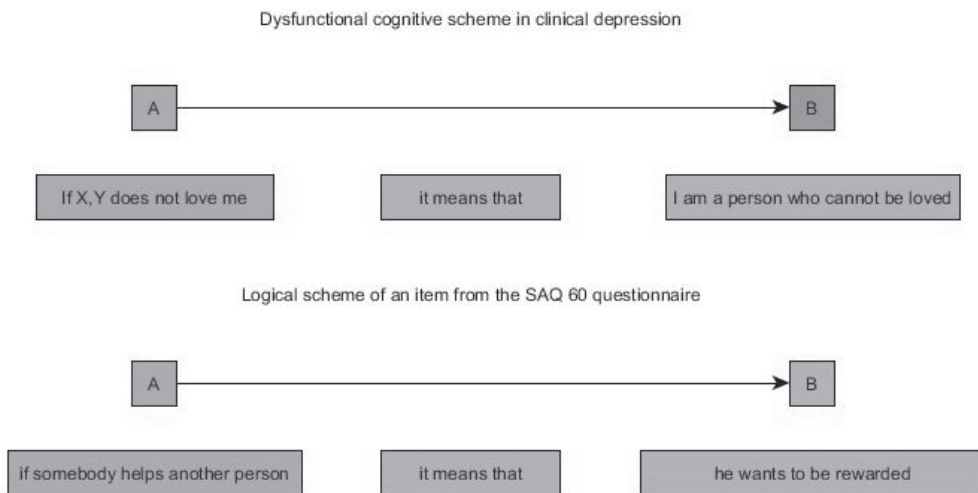 Dysfunctional cognitive scheme in clinical depression
A
B
If X,Y does not love me
it means that
I am a person who cannot be loved
Logical scheme of an item from the SAQ 60 questionnaire
A
B
if somebody helps another person
it means that
he wants to be rewarded